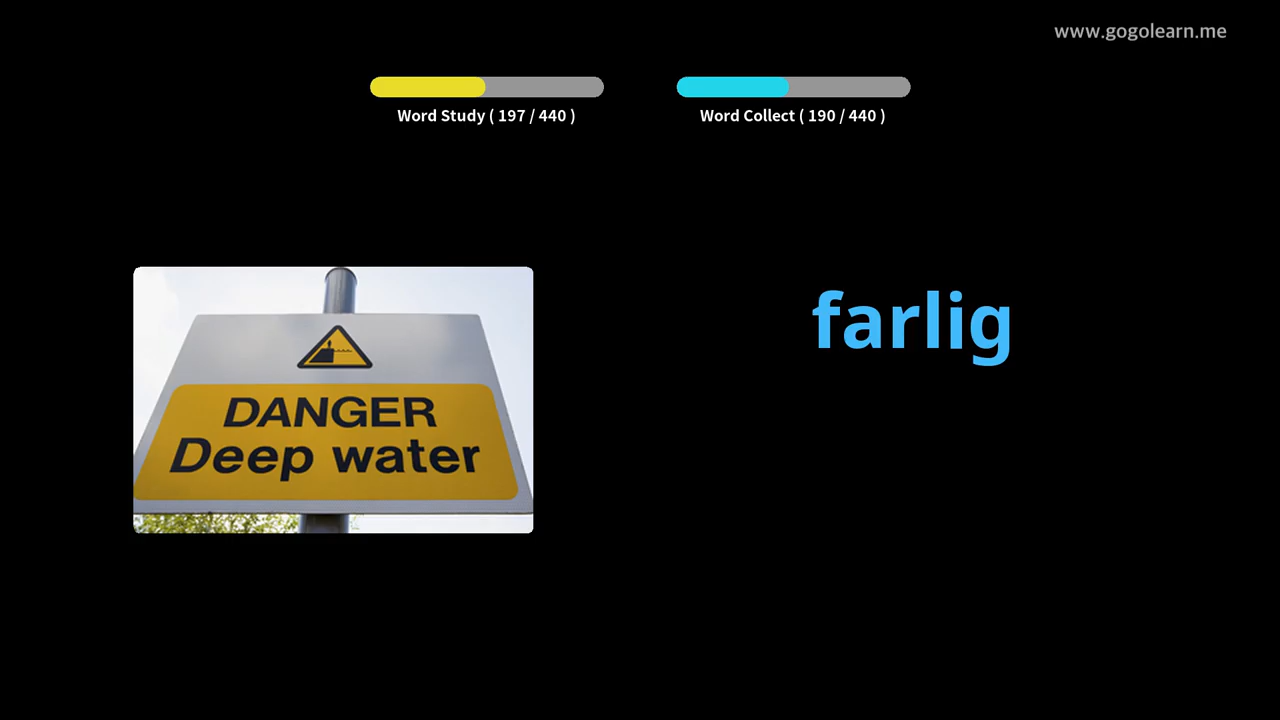 www.gogolearn.me
Word Study ( 197 / 440 )
Word Collect ( 190 / 440 )
DANGER
Deep water
farlig